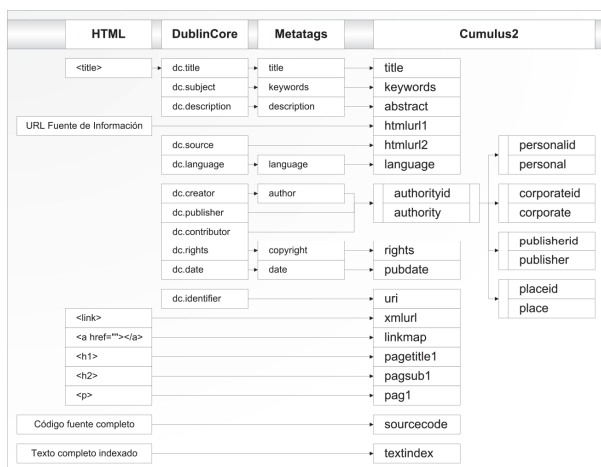 HTML DublinCore Metatags Cumulus2
<title> dc.title title title
dc.subject keywords keywords
dc.description description abstract
URL Fuente de Información htmlurl1
dc.source htmlurl2 personalid
dc.language language language personal
dc.creator author authorityid corporateid
dc.publisher authority corporate
dc.contributor
publisherid
dc.rights copyright rights publisher
dc.date date pubdate
placeid
dc.identifier uri place
<link> xmlurl
<a href=""></a> linkmap
<h1> pagetitle1
<h2> pagsub1
<p> pag1
Código fuente completo sourcecode
Texto completo indexado textindex